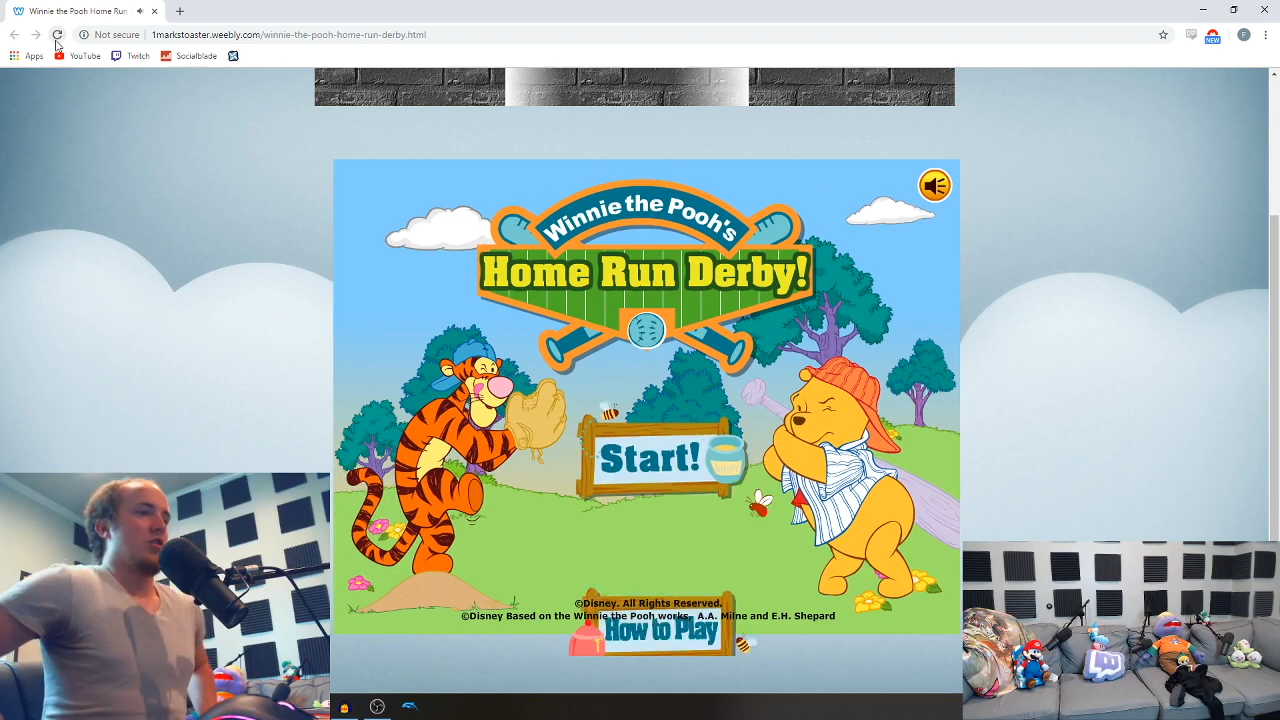 Winnie the Pooh Home Run
Not secure
1markstoaster.weebly.com/winnie-the-pooh-home-run-derby.html
NEW
F
Apps
YouTube
Twitch
Socialblade
Winnie the Pooh's
Home Run Derby!
Start!
©Disney. All Rights Reserved.
©Disney Based on the Winnie the Pooh works, A.A. Milne and E.H. Shepard
How to Play